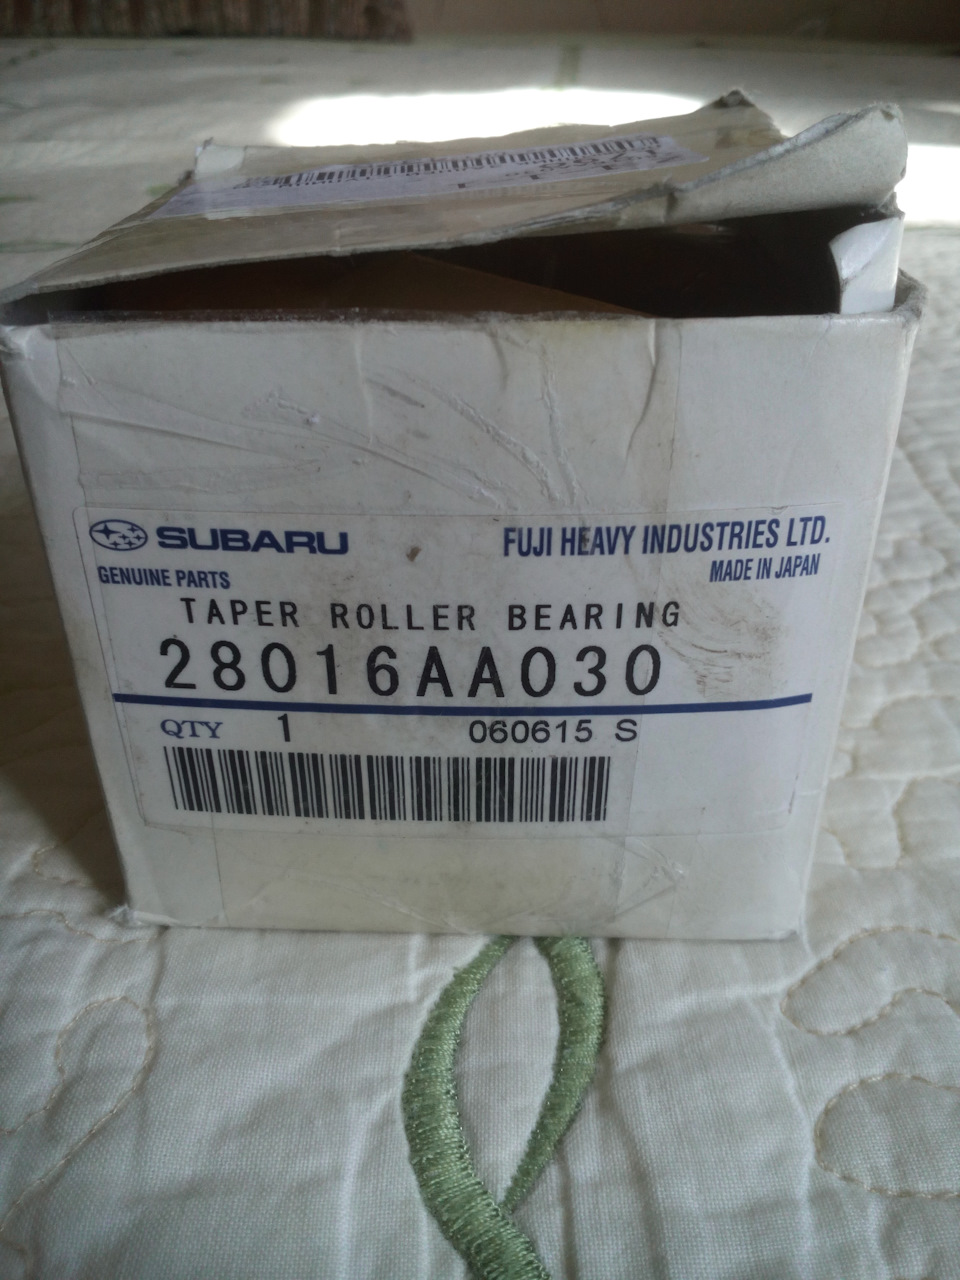 SUBARU
FUJI HEAVY INDUSTRIES LTD.
GENUINE PARTS
MADE IN JAPAN
TAPER ROLLER BEARING
28016AA030
QTY 1 060615 S